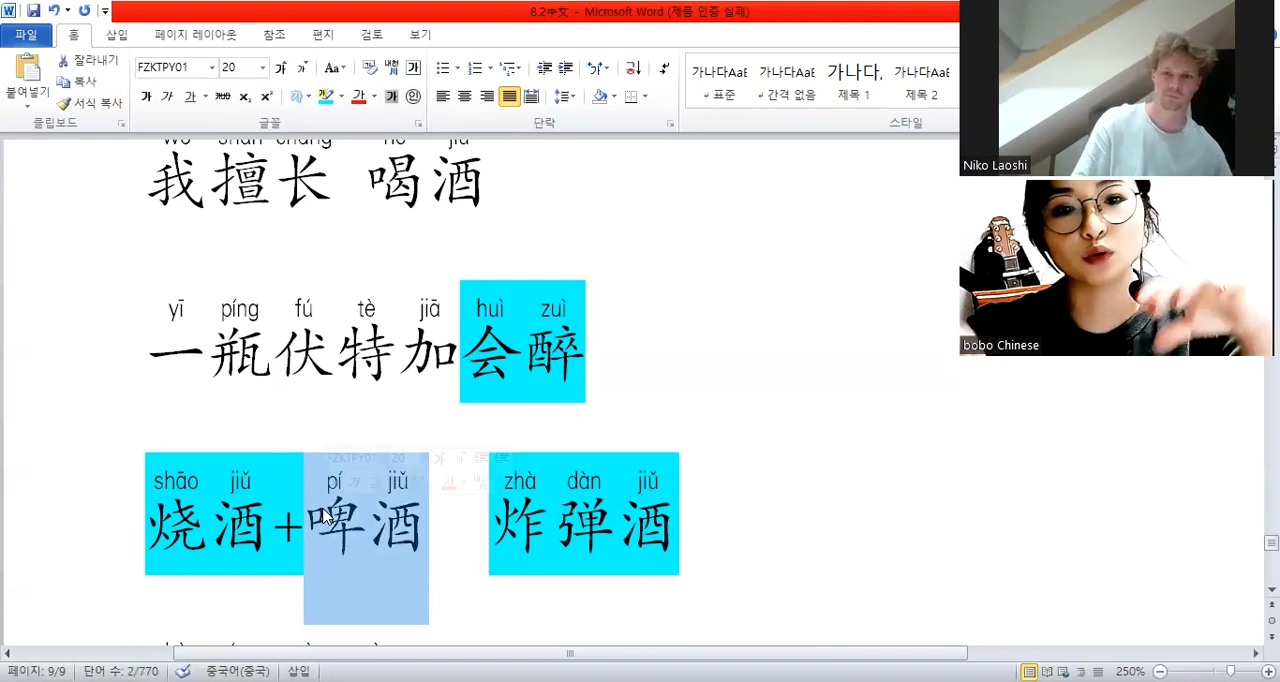 8.2中文 - Microsoft Word (제품 인증 실패)
파일 홈 삽입 페이지 레이아웃 참조 편지 검토 보기
붙여넣기
잘라내기
복사
서식 복사
클립보드
FZKTPY01 20
글꼴
단락
가나다AaE 가나다AaE 가나다, 가나다AaE
표준 간격 없음 제목 1 제목 2
스타일
Niko Laoshi
bobo Chinese
我擅长 喝酒
yī píng fú tè jiā huì zuì
一瓶伏特加会醉
shāo jiǔ pí jiǔ zhà dàn jiǔ
烧酒+啤酒 炸弹酒
페이지: 9/9 단어 수: 2/770 중국어(중국) 삽입 250%